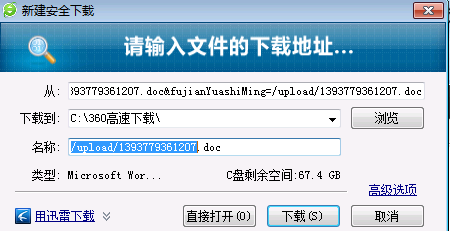 新建安全下载
请输入文件的下载地址...
从: 393779361207.doc&fujianYuashiMing=/upload/1393779361207.doc
下载到: C:\360高速下载\ 浏览
名称: /upload/1393779361207.doc
类型: Microsoft Wor... C盘剩余空间:67.4 GB
高级选项
用迅雷下载 直接打开(O) 下载(S) 取消